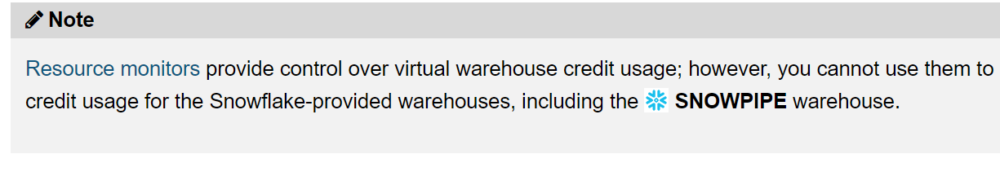 Note
Resource monitors provide control over virtual warehouse credit usage; however, you cannot use them to
credit usage for the Snowflake-provided warehouses, including the SNOWPIPE warehouse.